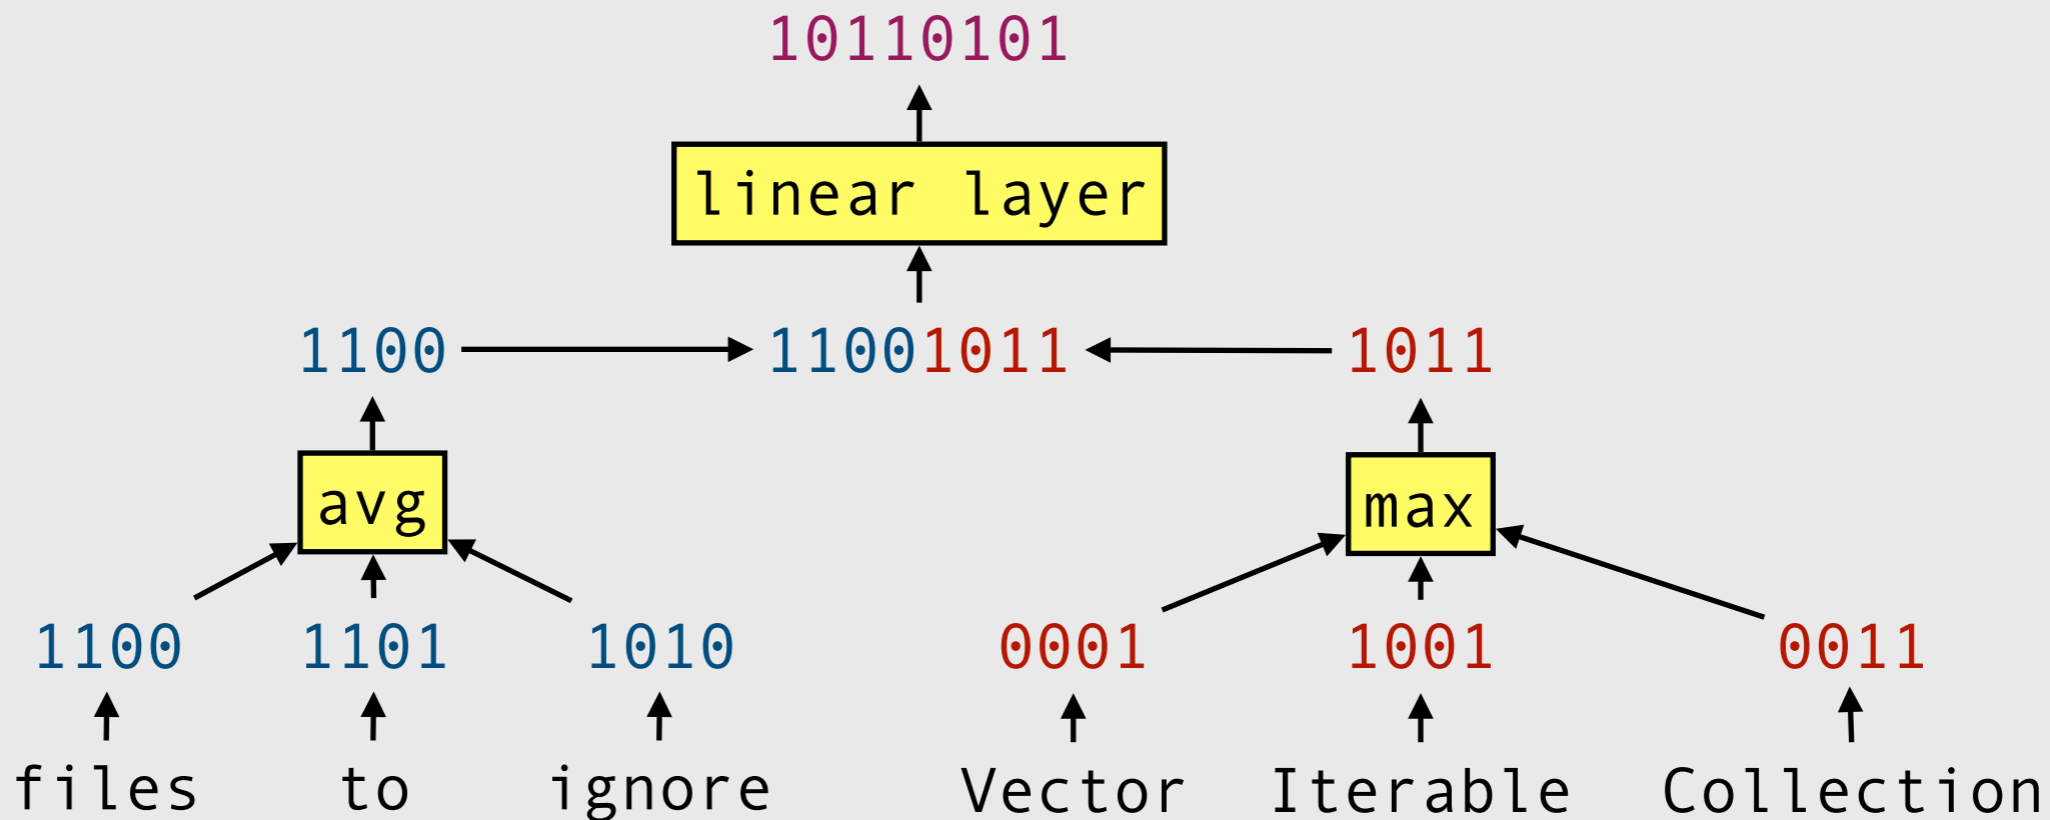 10110101
linear layer
1100 11001011 1011
avg max
1100 1101 1010 0001 1001 0011
files to ignore Vector Iterable Collection